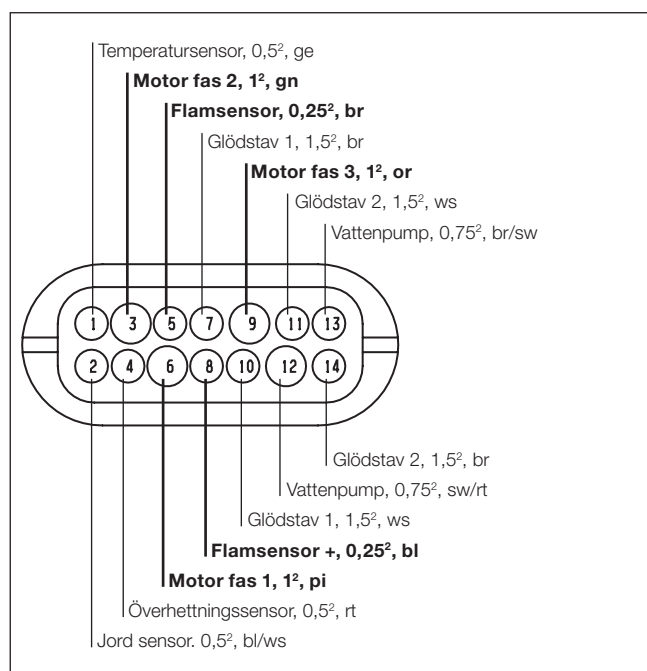 Temperatursensor, 0,5², ge
Motor fas 2, 1², gn
Flamsensor, 0,25², br
Glödstav 1, 1,5², br
Motor fas 3, 1², or
Glödstav 2, 1,5², ws
Vattenpump, 0,75², br/sw
1 3 5 7 9 11 13
2 4 6 8 10 12 14
Glödstav 2, 1,5², br
Vattenpump, 0,75², sw/rt
Glödstav 1, 1,5², ws
Flamsensor +, 0,25², bl
Motor fas 1, 1², pi
Överhettningssensor, 0,5², rt
Jord sensor. 0,5², bl/ws